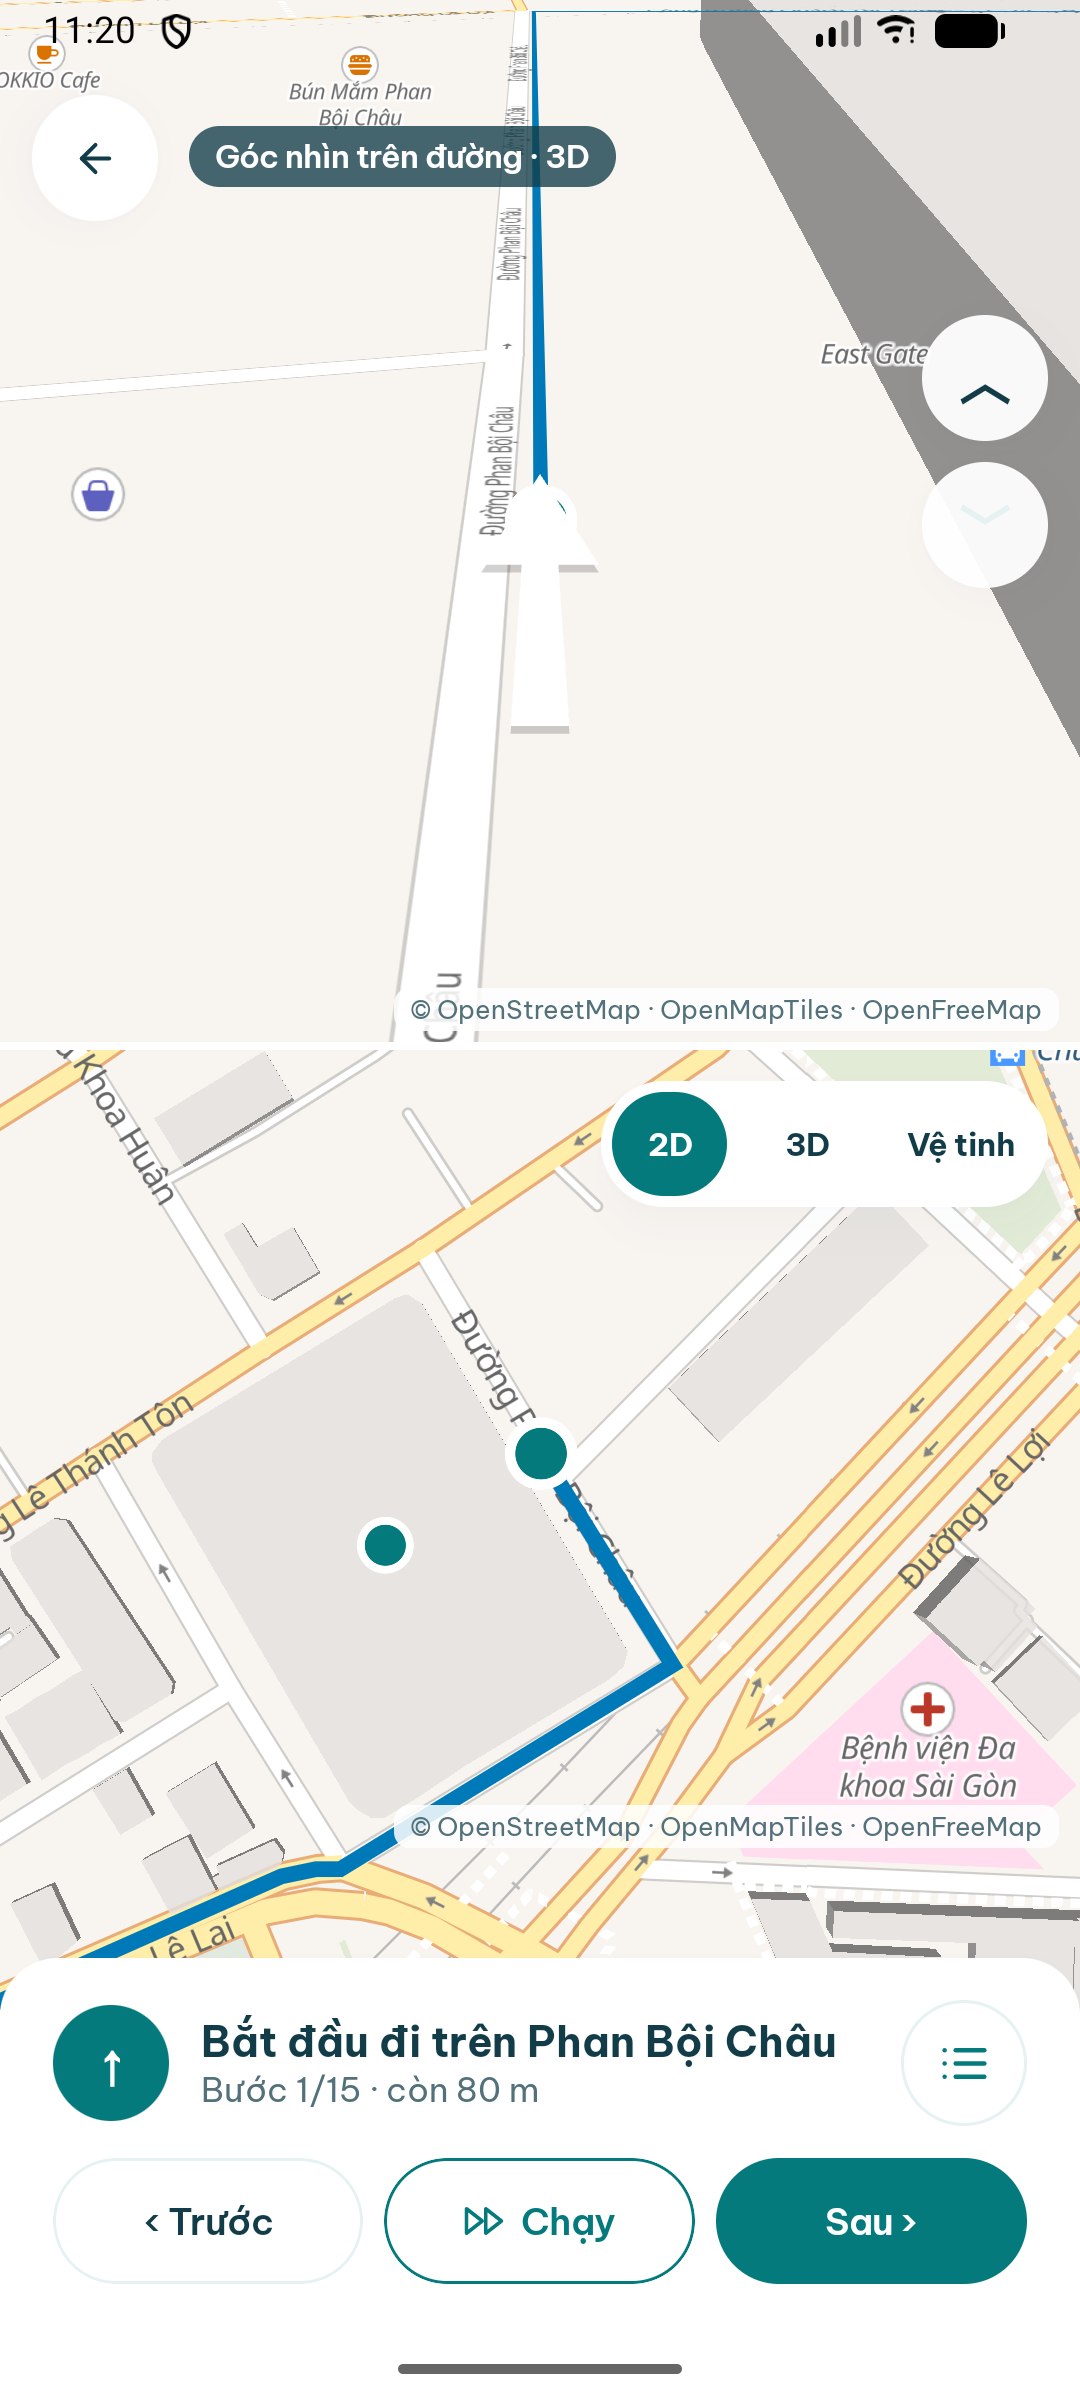 11:20
OKKIO Cafe
Bún Mắm Phan
Bội Châu
Góc nhìn trên đường · 3D
Đường Phan Bội Châu
East Gate
Đường Phan Bội Châu
Châu
© OpenStreetMap · OpenMapTiles · OpenFreeMap
Khoa Huân
2D
3D
Vệ tinh
Đường
Bội Châu
Lê Thánh Tôn
Đường Lê Lợi
Bệnh viện Đa
khoa Sài Gòn
© OpenStreetMap · OpenMapTiles · OpenFreeMap
Lê Lai
Bắt đầu đi trên Phan Bội Châu
Bước 1/15 · còn 80 m
‹ Trước
Chạy
Sau ›